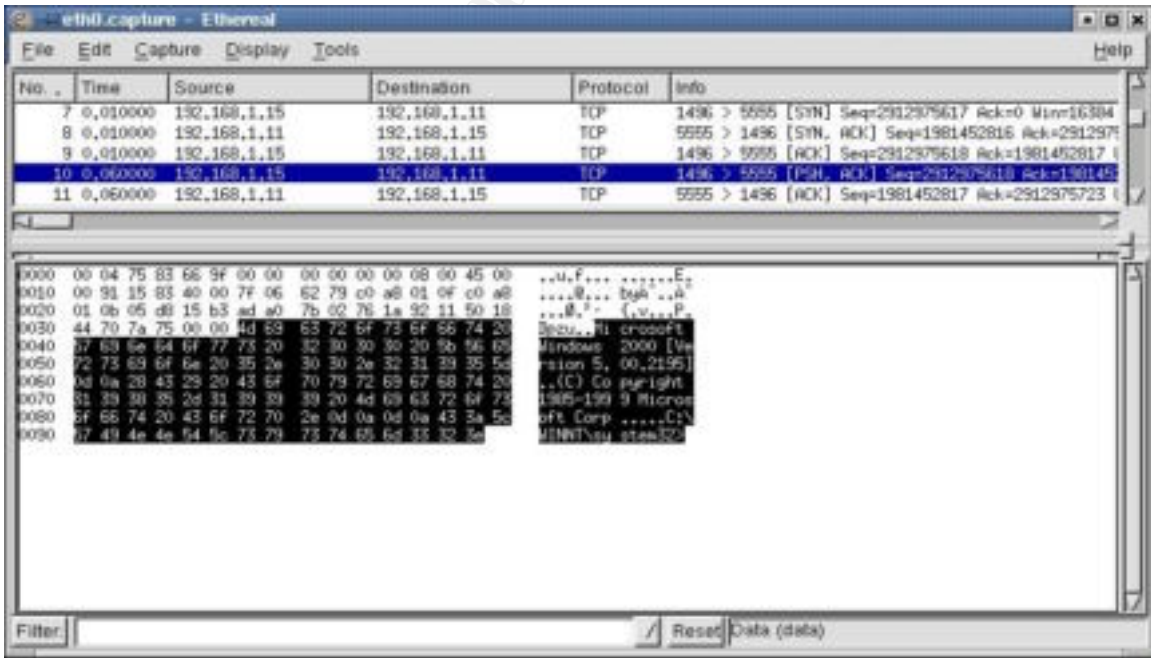 eth0.capture - Ethereal
File Edit Capture Display Tools Help
No. . Time Source Destination Protocol Info
7 0.010000 192.168.1.15 192.168.1.11 TCP 1496 > 5555 [SYN] Seq=2912975617 Ack=0 Win=16384
8 0.010000 192.168.1.11 192.168.1.15 TCP 5555 > 1496 [SYN, ACK] Seq=1981452816 Ack=2912975
9 0.010000 192.168.1.15 192.168.1.11 TCP 1496 > 5555 [ACK] Seq=2912975618 Ack=1981452817
10 0.060000 192.168.1.15 192.168.1.11 TCP 1496 > 5555 [PSH, ACK] Seq=2912975618 Ack=1981452
11 0.060000 192.168.1.11 192.168.1.15 TCP 5555 > 1496 [ACK] Seq=1981452817 Ack=2912975723
0000 00 04 75 83 66 9f 00 00 00 00 00 00 08 00 45 00 ..u.f... ......E.
0010 00 91 15 83 40 00 7f 06 62 79 c0 a8 01 0f c0 a8 ....@... byÀ¨..À¨
0020 01 0b 05 d8 15 b3 ad a0 7b 02 76 1a 92 11 50 18 ...Ø.³­  {.v...P.
0030 44 70 7a 75 00 00 4d 69 63 72 6f 73 6f 66 74 20 Dpzu..Mi crosoft
0040 57 69 6e 64 6f 77 73 20 32 30 30 30 20 5b 56 65 Windows 2000 [Ve
0050 72 73 69 6f 6e 20 35 2e 30 30 2e 32 31 39 35 5d rsion 5. 00.2195]
0060 0d 0a 28 43 29 20 43 6f 70 79 72 69 67 68 74 20 ..(C) Co pyright
0070 31 39 38 35 2d 31 39 39 39 20 4d 69 63 72 6f 73 1985-199 9 Micros
0080 6f 66 74 20 43 6f 72 70 2e 0d 0a 0d 0a 43 3a 5c oft Corp .....C:\
0090 57 49 4e 4e 54 5c 73 79 73 74 65 6d 33 32 3e WINNT\sy stem32>
Filter: / Reset Data (data)